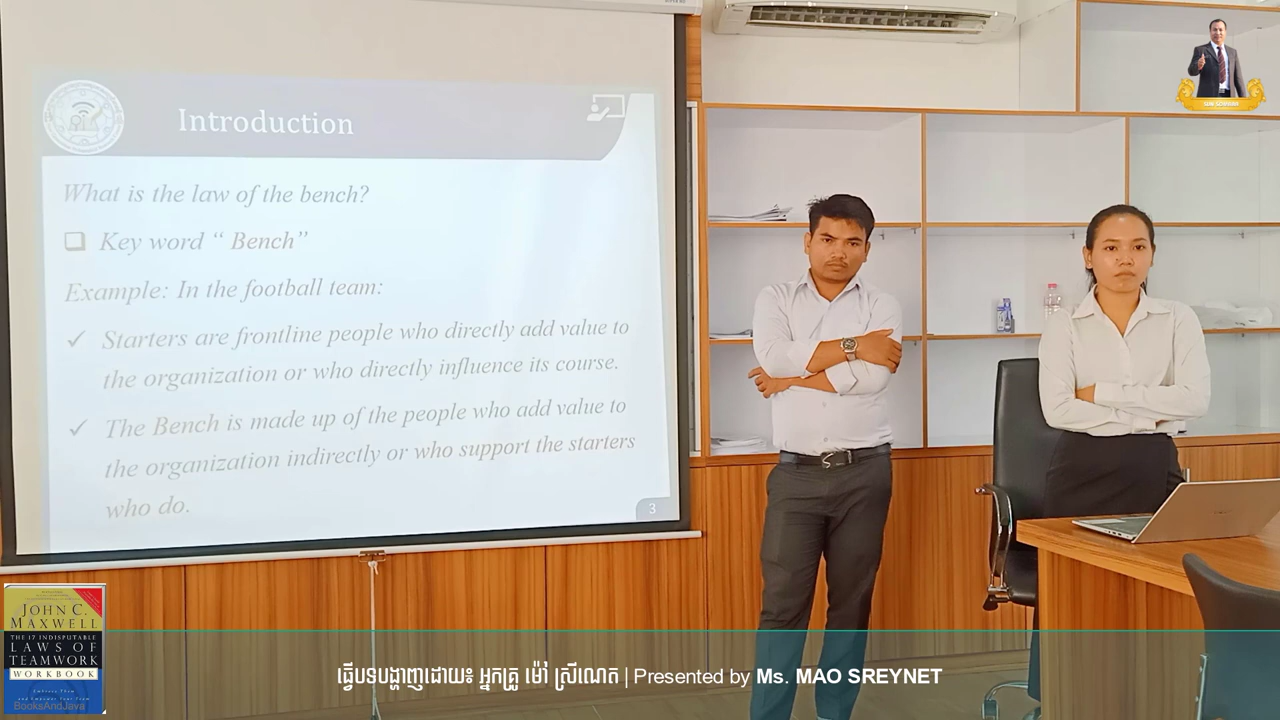 Introduction
What is the law of the bench?
❑ Key word “ Bench”
Example: In the football team:
✓ Starters are frontline people who directly add value to
the organization or who directly influence its course.
✓ The Bench is made up of the people who add value to
the organization indirectly or who support the starters
who do.
3
JOHN C.
MAXWELL
THE 17 INDISPUTABLE
LAWS OF
TEAMWORK
WORKBOOK
BooksAndJava
ធ្វើបទបង្ហាញដោយ៖ អ្នកគ្រូ ម៉ៅ ស្រីណេត | Presented by Ms. MAO SREYNET